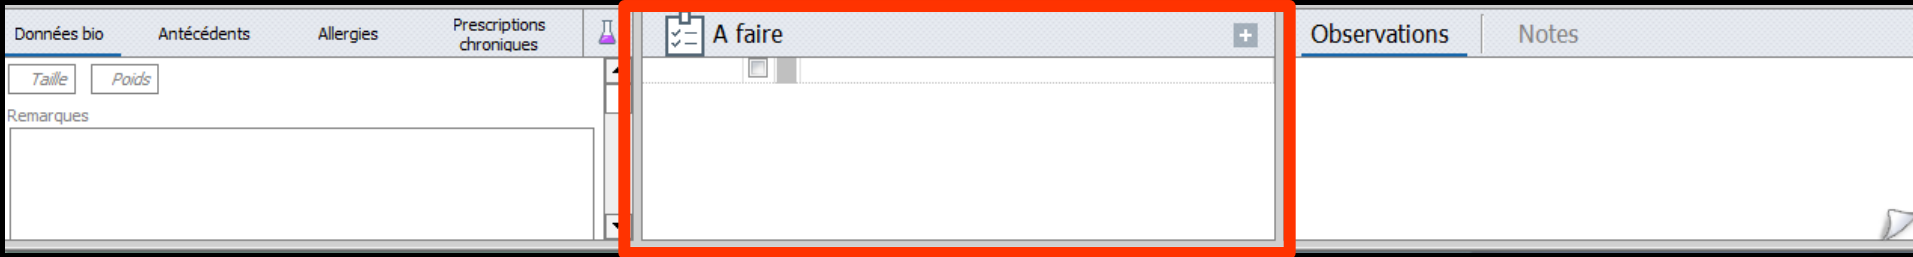 Données bio
Antécédents
Allergies
Prescriptions
chroniques
A faire
Observations
Notes
Taille
Poids
Remarques